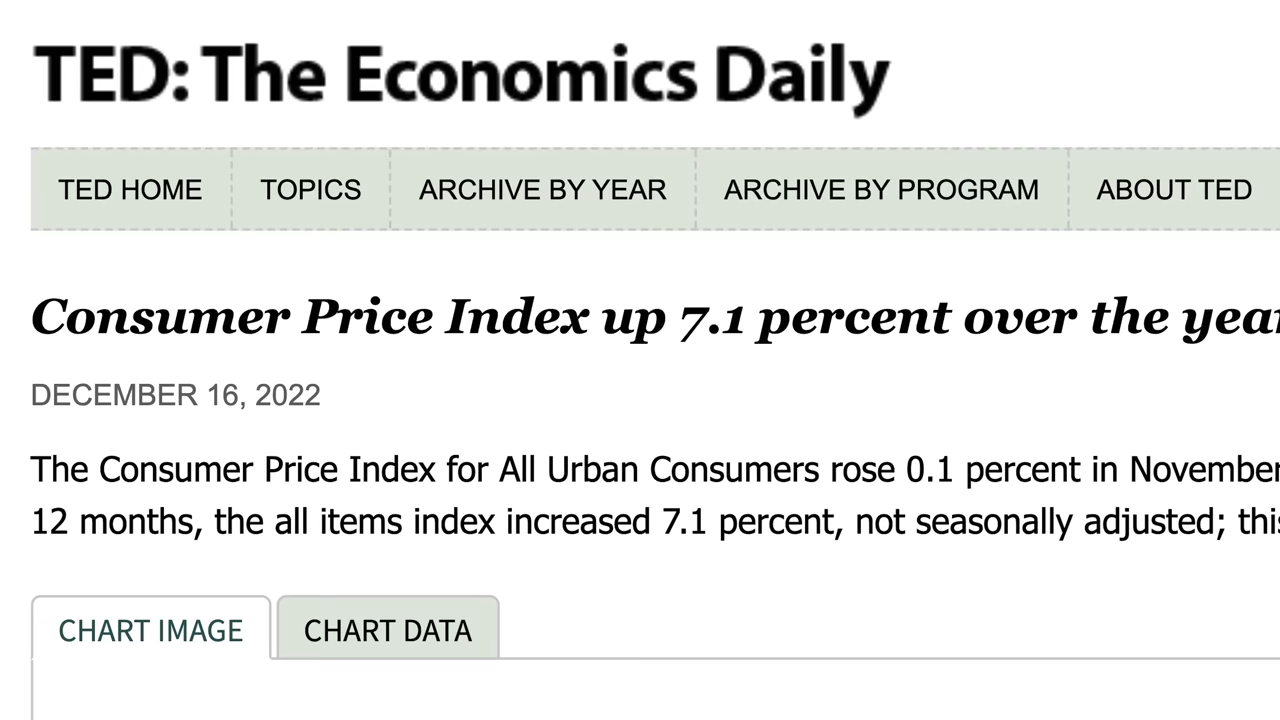 TED: The Economics Daily
TED HOME TOPICS ARCHIVE BY YEAR ARCHIVE BY PROGRAM ABOUT TED
Consumer Price Index up 7.1 percent over the year
DECEMBER 16, 2022
The Consumer Price Index for All Urban Consumers rose 0.1 percent in November
12 months, the all items index increased 7.1 percent, not seasonally adjusted; this
CHART IMAGE CHART DATA